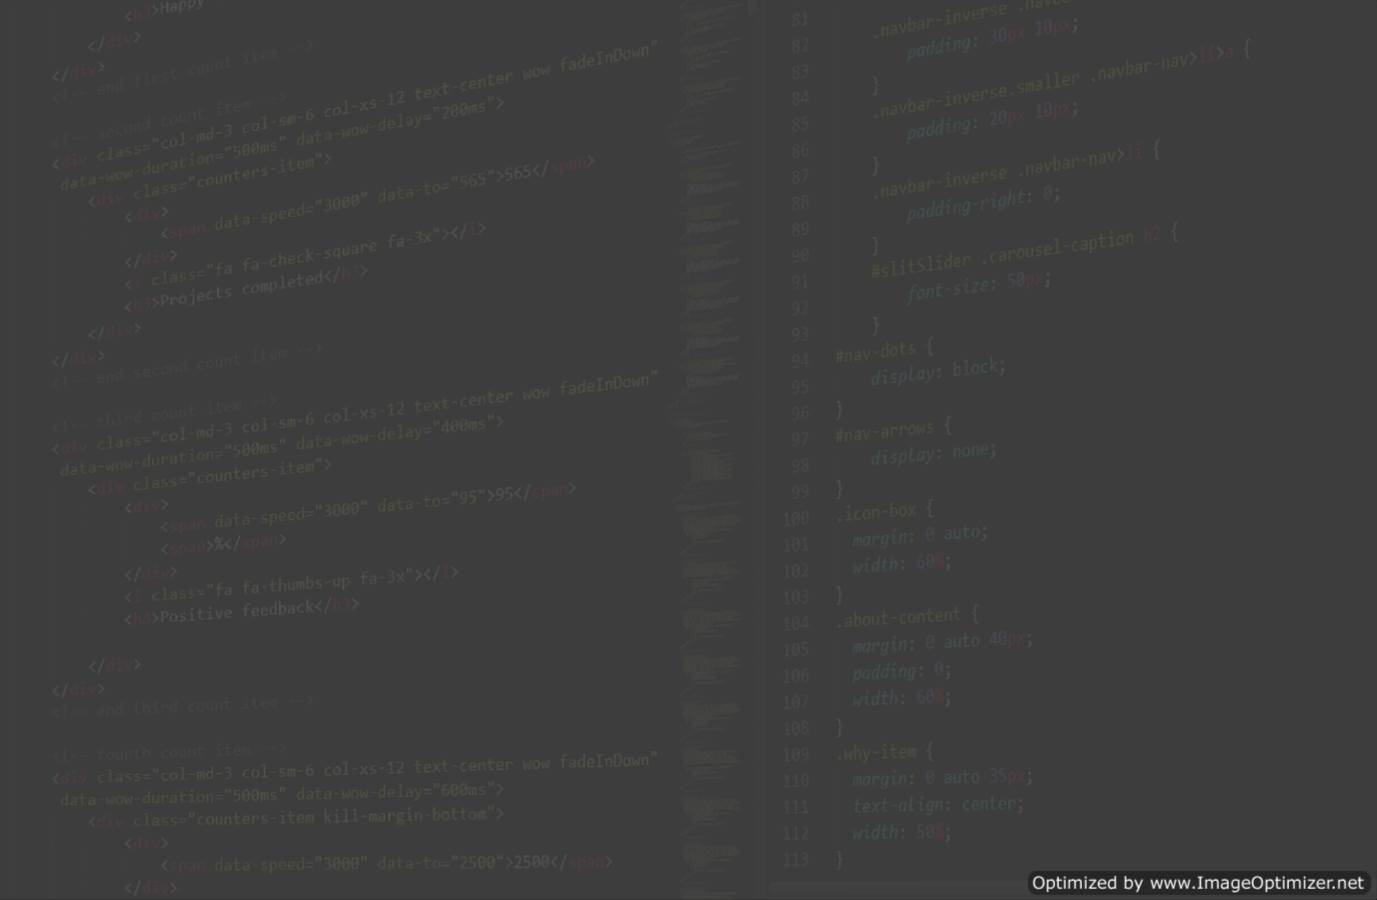 <h3>Happy
</div>
</div>
<!-- end first count item -->
<!-- second count item -->
<div class="col-md-3 col-sm-6 col-xs-12 text-center wow fadeInDown"
data-wow-duration="500ms" data-wow-delay="200ms">
<div class="counters-item">
<div>
<span data-speed="3000" data-to="565">565</span>
</div>
<i class="fa fa-check-square fa-3x"></i>
<h3>Projects completed</h3>
</div>
</div>
<!-- end second count item -->
<!-- third count item -->
<div class="col-md-3 col-sm-6 col-xs-12 text-center wow fadeInDown"
data-wow-duration="500ms" data-wow-delay="400ms">
<div class="counters-item">
<div>
<span data-speed="3000" data-to="95">95</span>
<span>%</span>
</div>
<i class="fa fa-thumbs-up fa-3x"></i>
<h3>Positive feedback</h3>
</div>
</div>
<!-- end third count item -->
<!-- fourth count item -->
<div class="col-md-3 col-sm-6 col-xs-12 text-center wow fadeInDown"
data-wow-duration="500ms" data-wow-delay="600ms">
<div class="counters-item kill-margin-bottom">
<div>
<span data-speed="3000" data-to="2500">2500</span>
</div>
81 .navbar-inverse
82 padding: 30px 10px;
83 }
84 .navbar-inverse.smaller .navbar-nav>li>a {
85 padding: 20px 10px;
86 }
87 .navbar-inverse .navbar-nav>li {
88 padding-right: 0;
89 }
90 #slitSlider .carousel-caption h2 {
91 font-size: 50px;
92 }
93 #nav-dots {
94 display: block;
95 }
96 #nav-arrows {
97 display: none;
98 }
99 .icon-box {
100 margin: 0 auto;
101 width: 60%;
102 }
103 .about-content {
104 margin: 0 auto 40px;
105 padding: 0;
106 width: 60%;
107 }
108 .why-item {
109 margin: 0 auto 35px;
110 text-align: center;
111 width: 50%;
112 }
113
Optimized by www.ImageOptimizer.net